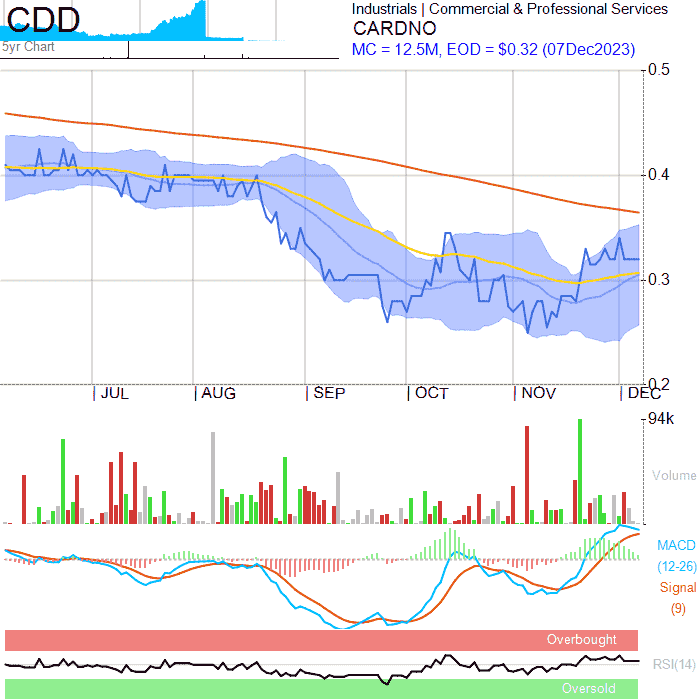 CDD
5yr Chart
Industrials | Commercial & Professional Services
CARDNO
MC = 12.5M, EOD = $0.32 (07Dec2023)
0.5
0.4
0.3
0.2
JUL AUG SEP OCT NOV DEC
94k
Volume
MACD
(12-26)
Signal
(9)
Overbought
RSI(14)
Oversold